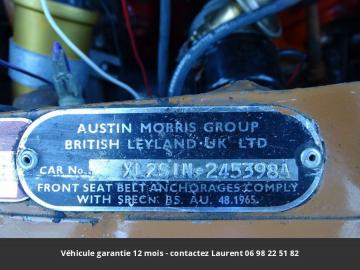 AUSTIN MORRIS GROUP
BRITISH LEYLAND UK LTD
CAR No. XL2S1N-245398A
FRONT SEAT BELT ANCHORAGES COMPLY
WITH SPECN. BS. AU. 48.1965.
Véhicule garantie 12 mois - contactez Laurent 06 98 22 51 82